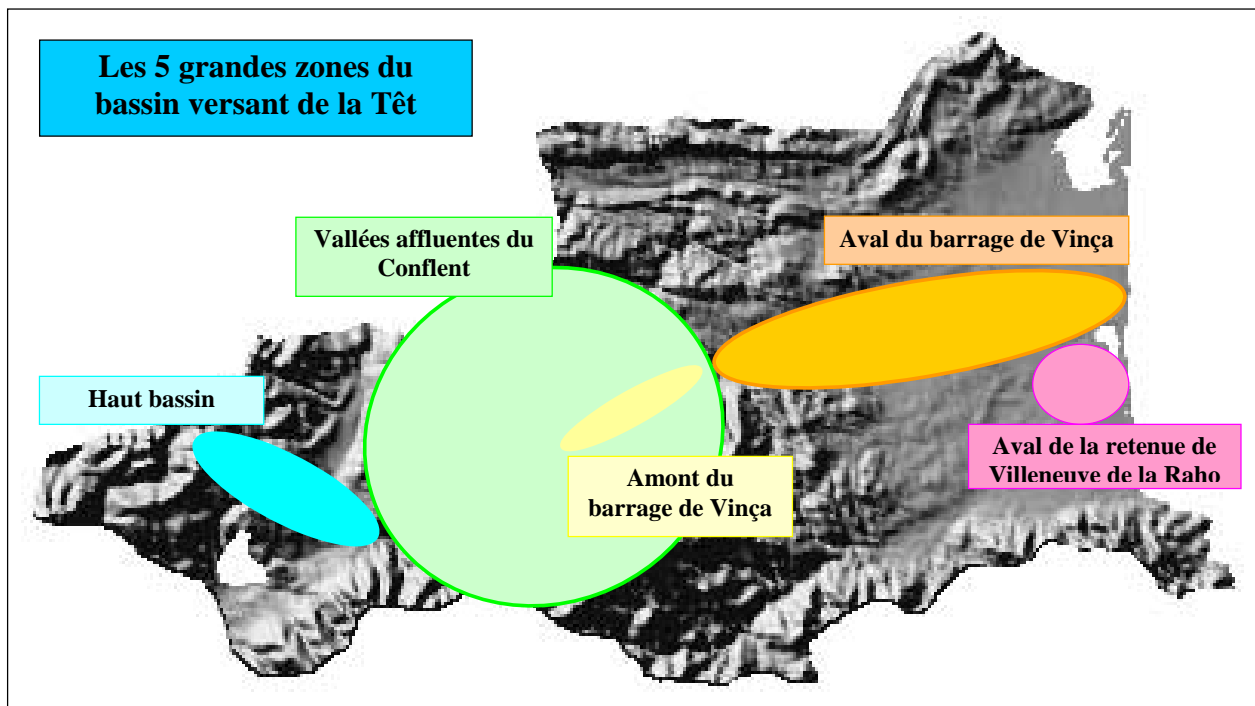 Les 5 grandes zones du
bassin versant de la Têt
Vallées affluentes du
Conflent
Aval du barrage de Vinça
Haut bassin
Aval de la retenue de
Villeneuve de la Raho
Amont du
barrage de Vinça